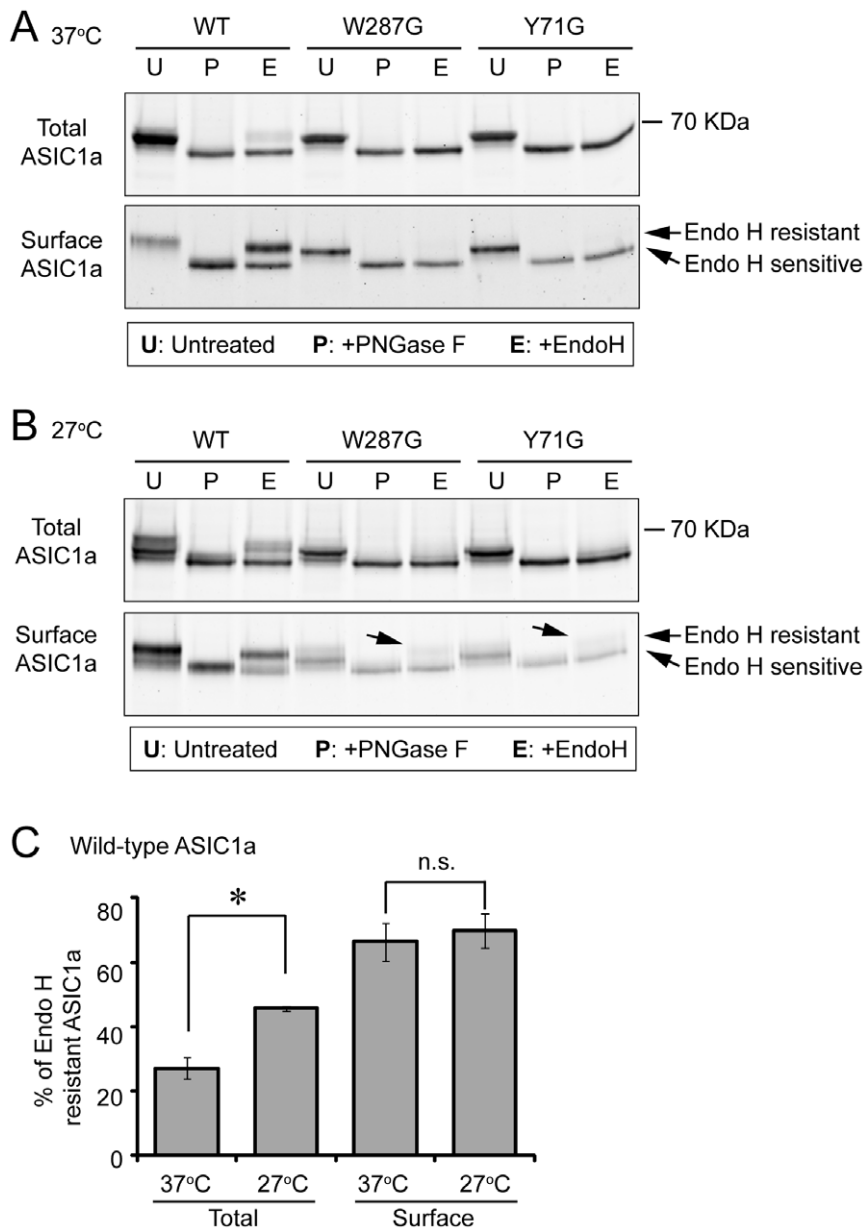 A 37°C
WT W287G Y71G
U P E U P E U P E
Total ASIC1a
70 KDa
Surface ASIC1a
Endo H resistant
Endo H sensitive
U: Untreated P: +PNGase F E: +EndoH
B 27°C
WT W287G Y71G
U P E U P E U P E
Total ASIC1a
70 KDa
Surface ASIC1a
Endo H resistant
Endo H sensitive
U: Untreated P: +PNGase F E: +EndoH
C Wild-type ASIC1a
% of Endo H
resistant ASIC1a
80
60
40
20
0
*
n.s.
37°C 27°C 37°C 27°C
Total Surface